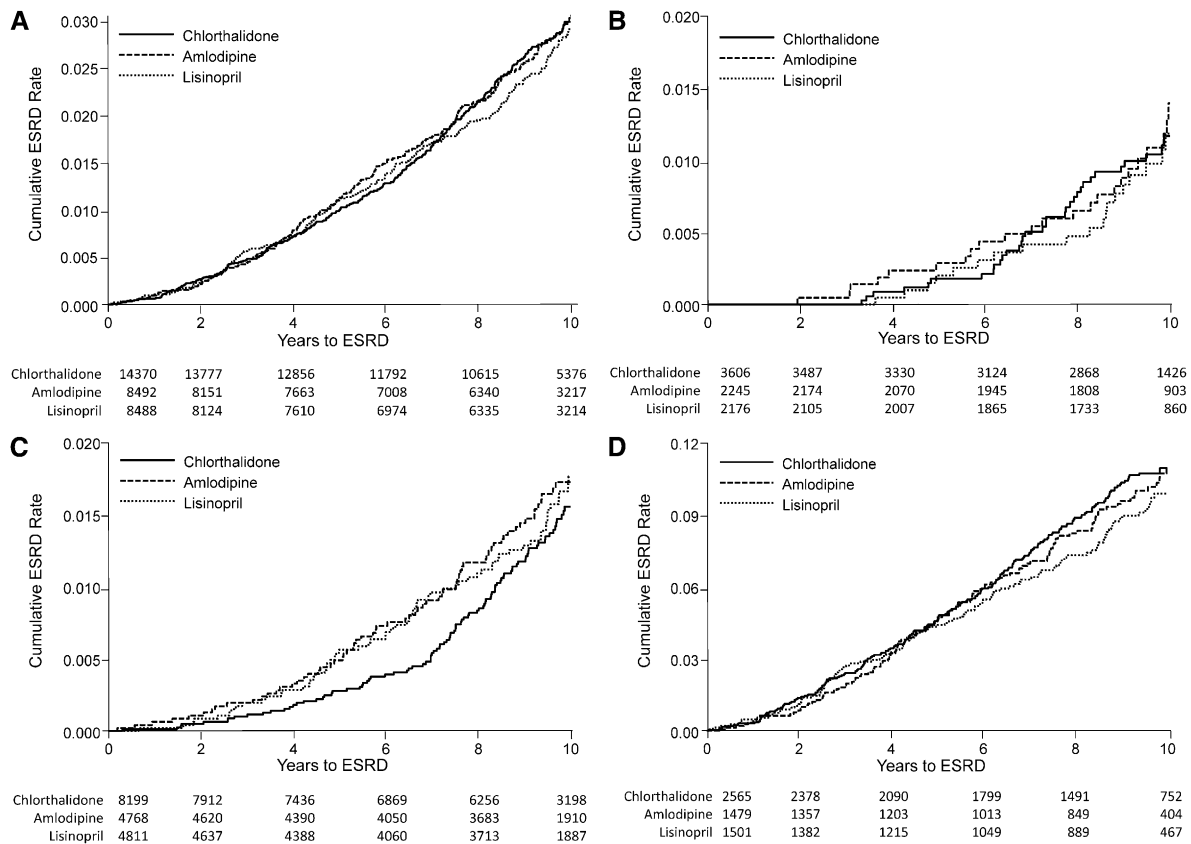 A
Cumulative ESRD Rate
0.030
0.025
0.020
0.015
0.010
0.005
0.000
Chlorthalidone
Amlodipine
Lisinopril
0 2 4 6 8 10
Years to ESRD
Chlorthalidone 14370 13777 12856 11792 10615 5376
Amlodipine 8492 8151 7663 7008 6340 3217
Lisinopril 8488 8124 7610 6974 6335 3214
B
Cumulative ESRD Rate
0.020
0.015
0.010
0.005
0.000
Chlorthalidone
Amlodipine
Lisinopril
0 2 4 6 8 10
Years to ESRD
Chlorthalidone 3606 3487 3330 3124 2868 1426
Amlodipine 2245 2174 2070 1945 1808 903
Lisinopril 2176 2105 2007 1865 1733 860
C
Cumulative ESRD Rate
0.020
0.015
0.010
0.005
0.000
Chlorthalidone
Amlodipine
Lisinopril
0 2 4 6 8 10
Years to ESRD
Chlorthalidone 8199 7912 7436 6869 6256 3198
Amlodipine 4768 4620 4390 4050 3683 1910
Lisinopril 4811 4637 4388 4060 3713 1887
D
Cumulative ESRD Rate
0.12
0.09
0.06
0.03
0.00
Chlorthalidone
Amlodipine
Lisinopril
0 2 4 6 8 10
Years to ESRD
Chlorthalidone 2565 2378 2090 1799 1491 752
Amlodipine 1479 1357 1203 1013 849 404
Lisinopril 1501 1382 1215 1049 889 467